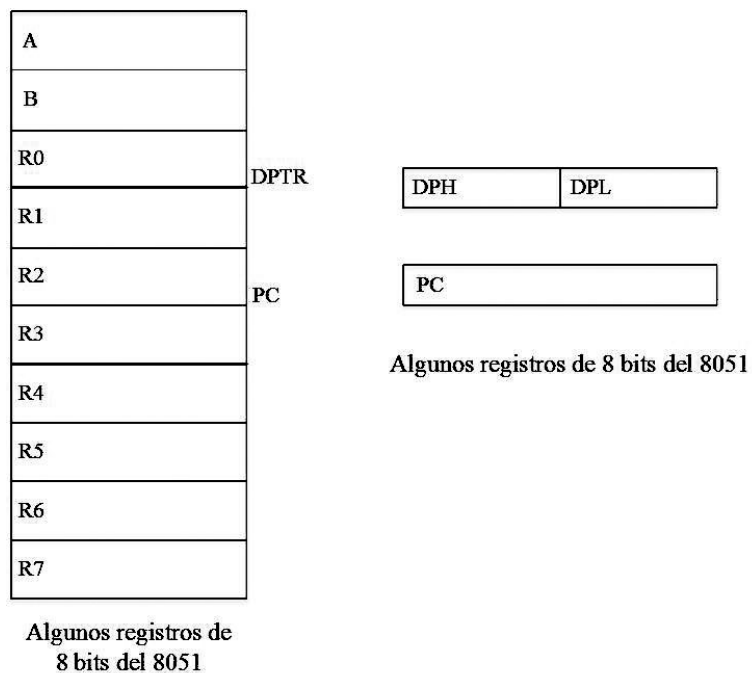 A
B
R0
R1
R2
R3
R4
R5
R6
R7
Algunos registros de
8 bits del 8051
DPTR
DPH DPL
PC
PC
Algunos registros de 8 bits del 8051